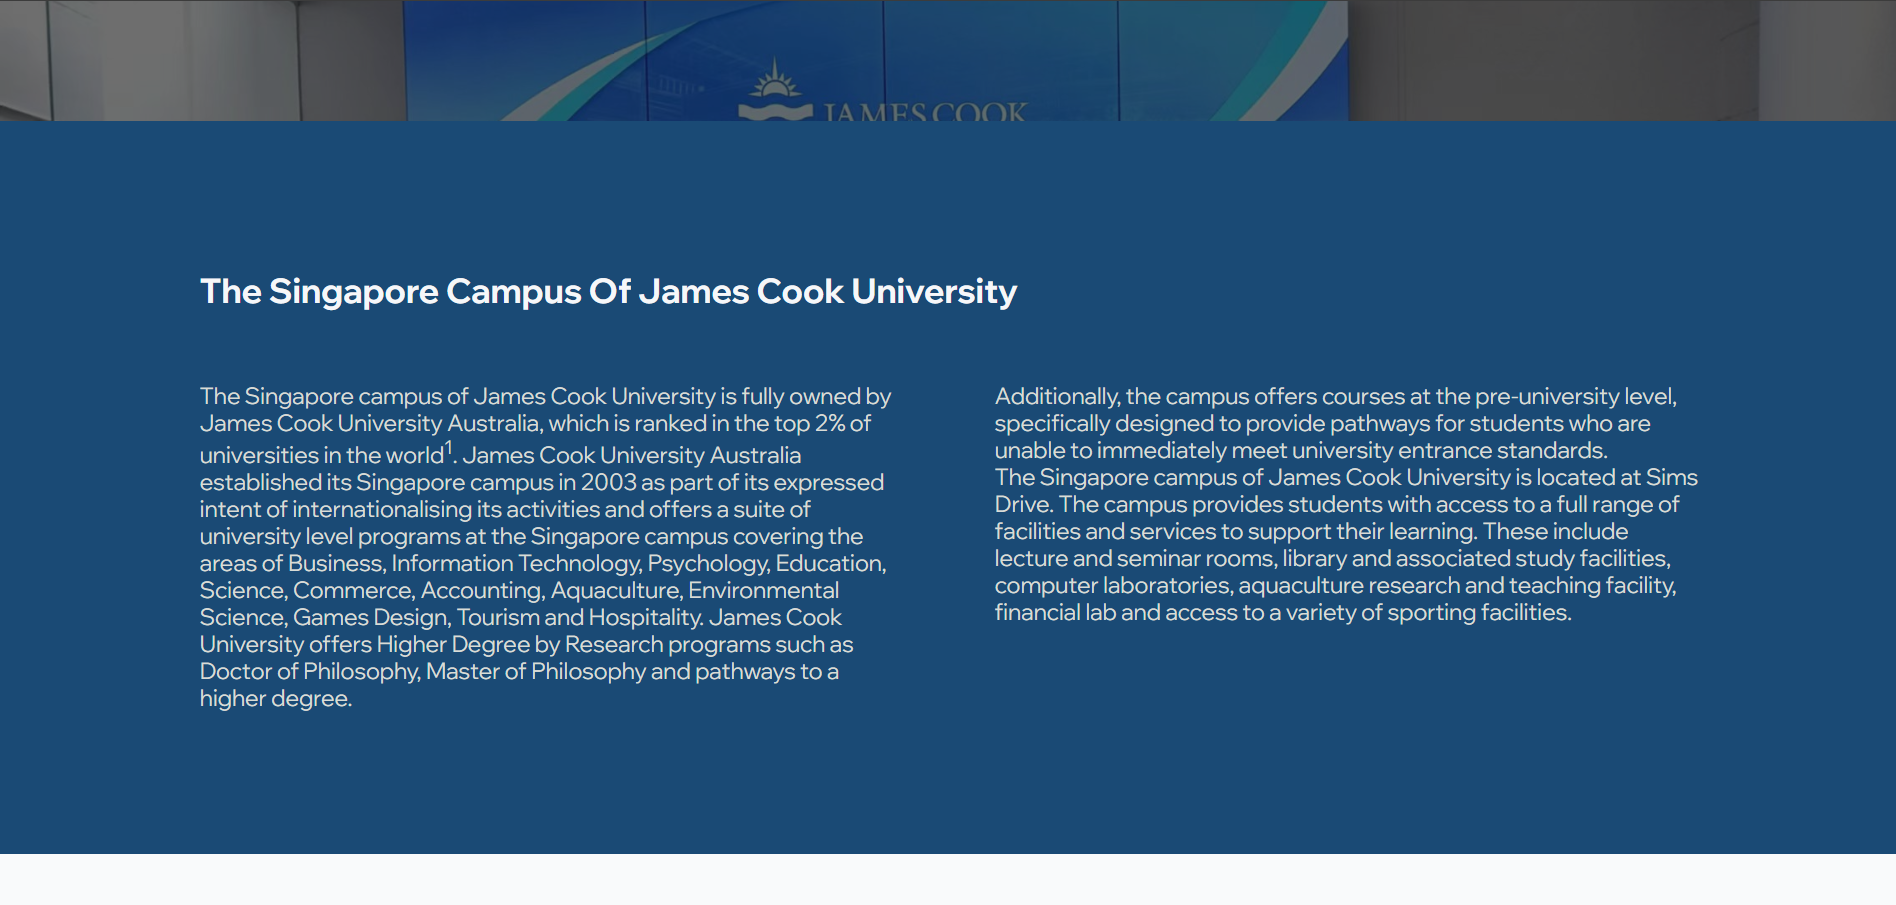 JAMES COOK
The Singapore Campus Of James Cook University
The Singapore campus of James Cook University is fully owned by
James Cook University Australia, which is ranked in the top 2% of
universities in the world1. James Cook University Australia
established its Singapore campus in 2003 as part of its expressed
intent of internationalising its activities and offers a suite of
university level programs at the Singapore campus covering the
areas of Business, Information Technology, Psychology, Education,
Science, Commerce, Accounting, Aquaculture, Environmental
Science, Games Design, Tourism and Hospitality. James Cook
University offers Higher Degree by Research programs such as
Doctor of Philosophy, Master of Philosophy and pathways to a
higher degree.
Additionally, the campus offers courses at the pre-university level,
specifically designed to provide pathways for students who are
unable to immediately meet university entrance standards.
The Singapore campus of James Cook University is located at Sims
Drive. The campus provides students with access to a full range of
facilities and services to support their learning. These include
lecture and seminar rooms, library and associated study facilities,
computer laboratories, aquaculture research and teaching facility,
financial lab and access to a variety of sporting facilities.